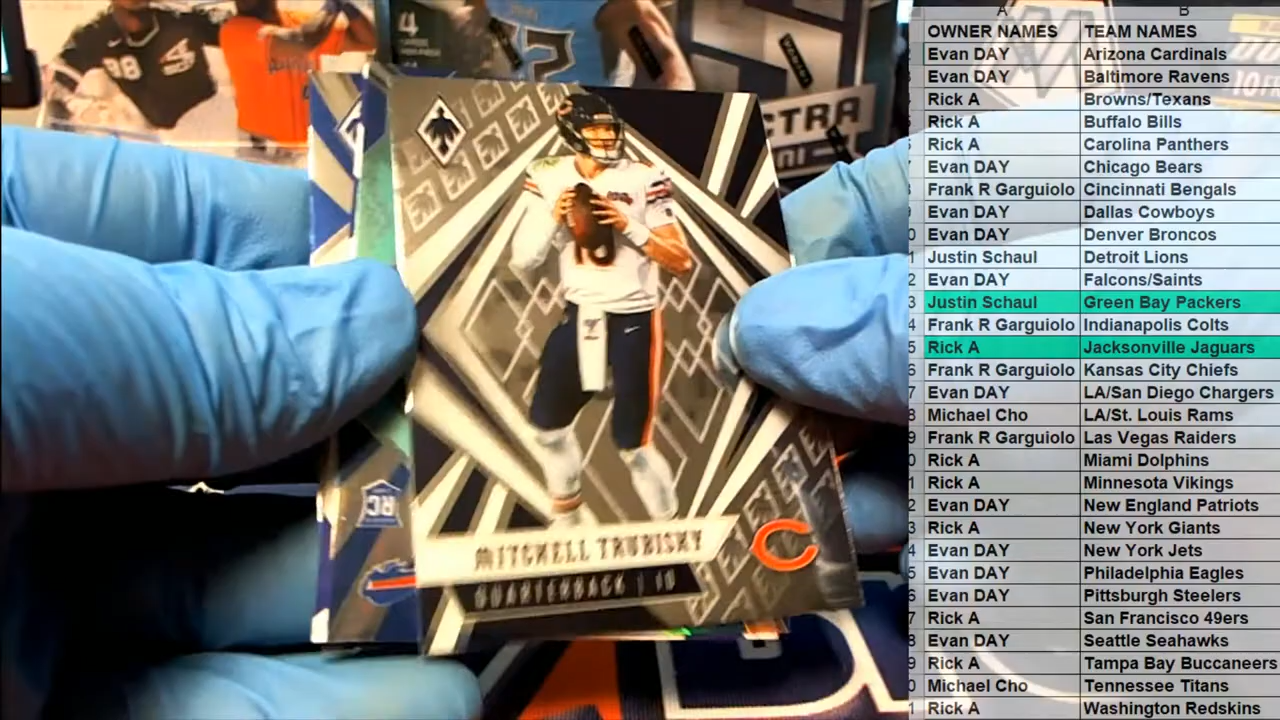 4
98
CTRA
NINI
10
MITCHELL TRUBISKY
QUARTERBACK | 10
RC
A B
OWNER NAMES TEAM NAMES
Evan DAY Arizona Cardinals
Evan DAY Baltimore Ravens
Rick A Browns/Texans
Rick A Buffalo Bills
Rick A Carolina Panthers
Evan DAY Chicago Bears
Frank R Garguiolo Cincinnati Bengals
Evan DAY Dallas Cowboys
Evan DAY Denver Broncos
Justin Schaul Detroit Lions
Evan DAY Falcons/Saints
Justin Schaul Green Bay Packers
Frank R Garguiolo Indianapolis Colts
Rick A Jacksonville Jaguars
Frank R Garguiolo Kansas City Chiefs
Evan DAY LA/San Diego Chargers
Michael Cho LA/St. Louis Rams
Frank R Garguiolo Las Vegas Raiders
Rick A Miami Dolphins
Rick A Minnesota Vikings
Evan DAY New England Patriots
Rick A New York Giants
Evan DAY New York Jets
Evan DAY Philadelphia Eagles
Evan DAY Pittsburgh Steelers
Rick A San Francisco 49ers
Evan DAY Seattle Seahawks
Rick A Tampa Bay Buccaneers
Michael Cho Tennessee Titans
Rick A Washington Redskins